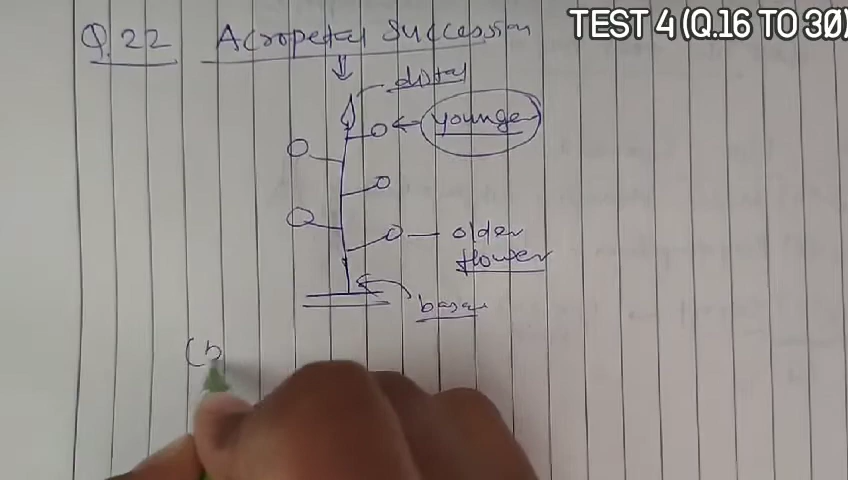 TEST 4 (Q.16 TO 30)
Q.22 Acropetal Succession
distal
younger
older
flower
basal
(b